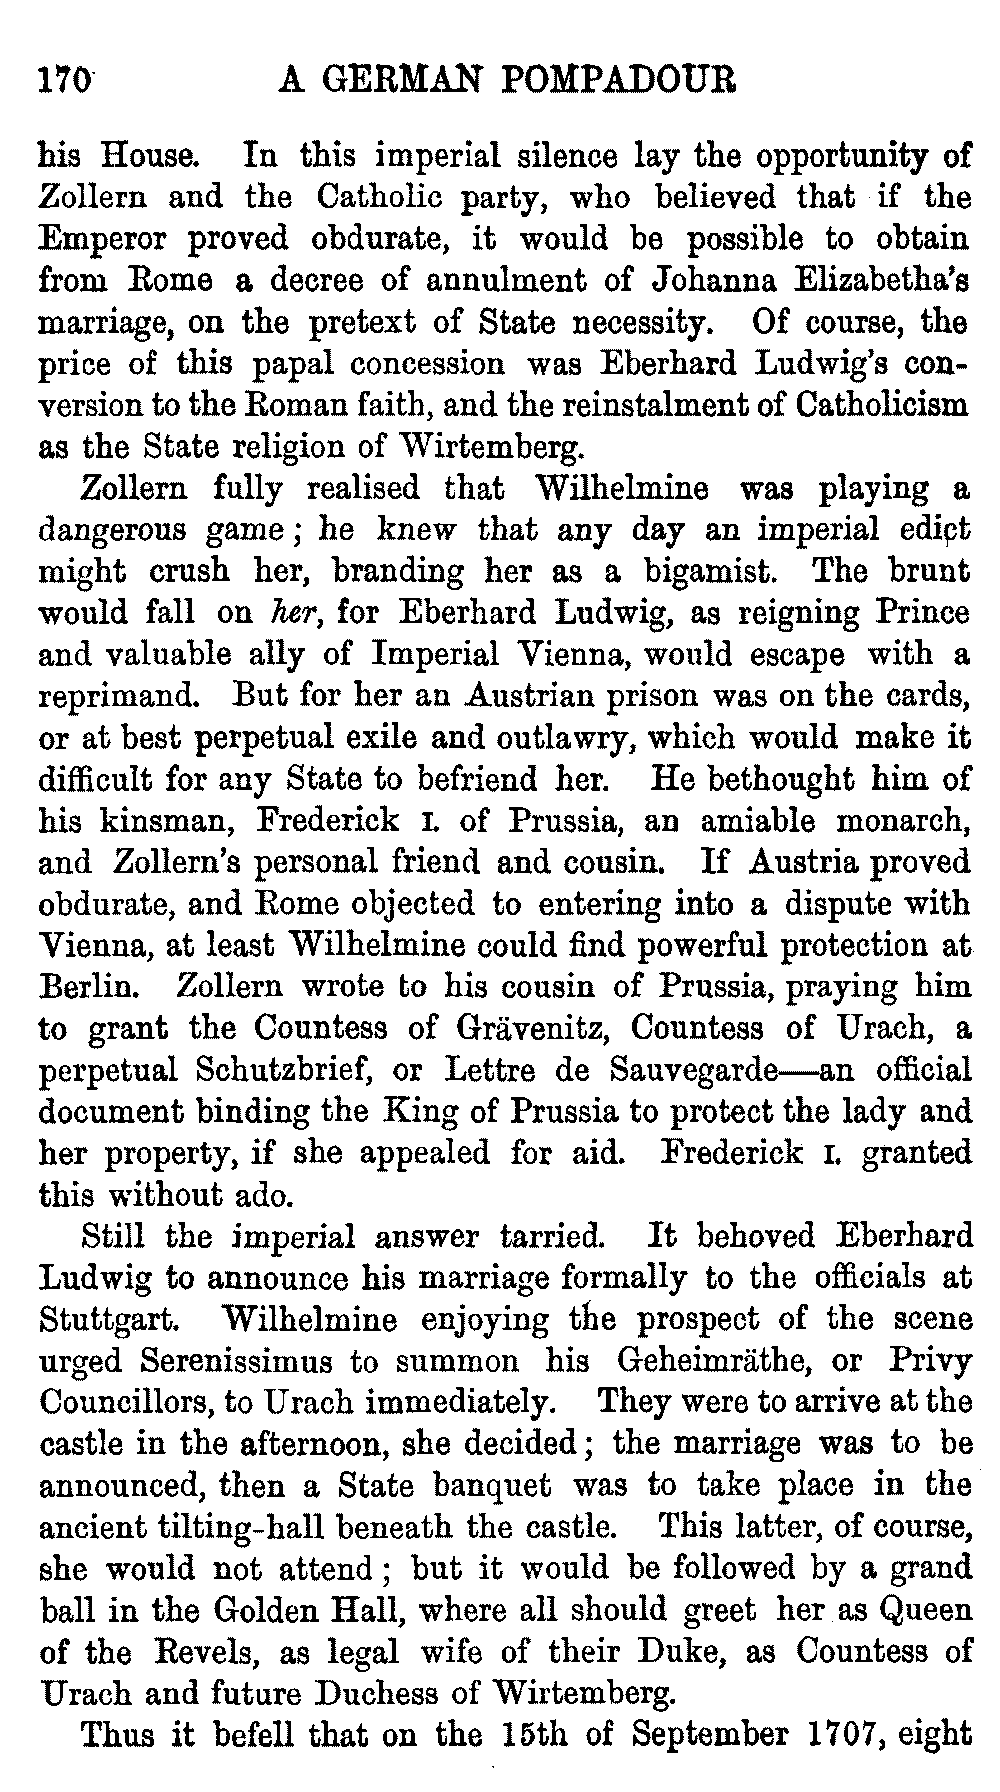 170 A GERMAN POMPADOUR
his House. In this imperial silence lay the opportunity of
Zollern and the Catholic party, who believed that if the
Emperor proved obdurate, it would be possible to obtain
from Rome a decree of annulment of Johanna Elizabetha's
marriage, on the pretext of State necessity. Of course, the
price of this papal concession was Eberhard Ludwig's con-
version to the Roman faith, and the reinstalment of Catholicism
as the State religion of Wirtemberg.
Zollern fully realised that Wilhelmine was playing a
dangerous game; he knew that any day an imperial edict
might crush her, branding her as a bigamist. The brunt
would fall on her, for Eberhard Ludwig, as reigning Prince
and valuable ally of Imperial Vienna, would escape with a
reprimand. But for her an Austrian prison was on the cards,
or at best perpetual exile and outlawry, which would make it
difficult for any State to befriend her. He bethought him of
his kinsman, Frederick I. of Prussia, an amiable monarch,
and Zollern's personal friend and cousin. If Austria proved
obdurate, and Rome objected to entering into a dispute with
Vienna, at least Wilhelmine could find powerful protection at
Berlin. Zollern wrote to his cousin of Prussia, praying him
to grant the Countess of Grävenitz, Countess of Urach, a
perpetual Schutzbrief, or Lettre de Sauvegarde—an official
document binding the King of Prussia to protect the lady and
her property, if she appealed for aid. Frederick I. granted
this without ado.
Still the imperial answer tarried. It behoved Eberhard
Ludwig to announce his marriage formally to the officials at
Stuttgart. Wilhelmine enjoying the prospect of the scene
urged Serenissimus to summon his Geheimräthe, or Privy
Councillors, to Urach immediately. They were to arrive at the
castle in the afternoon, she decided; the marriage was to be
announced, then a State banquet was to take place in the
ancient tilting-hall beneath the castle. This latter, of course,
she would not attend; but it would be followed by a grand
ball in the Golden Hall, where all should greet her as Queen
of the Revels, as legal wife of their Duke, as Countess of
Urach and future Duchess of Wirtemberg.
Thus it befell that on the 15th of September 1707, eight